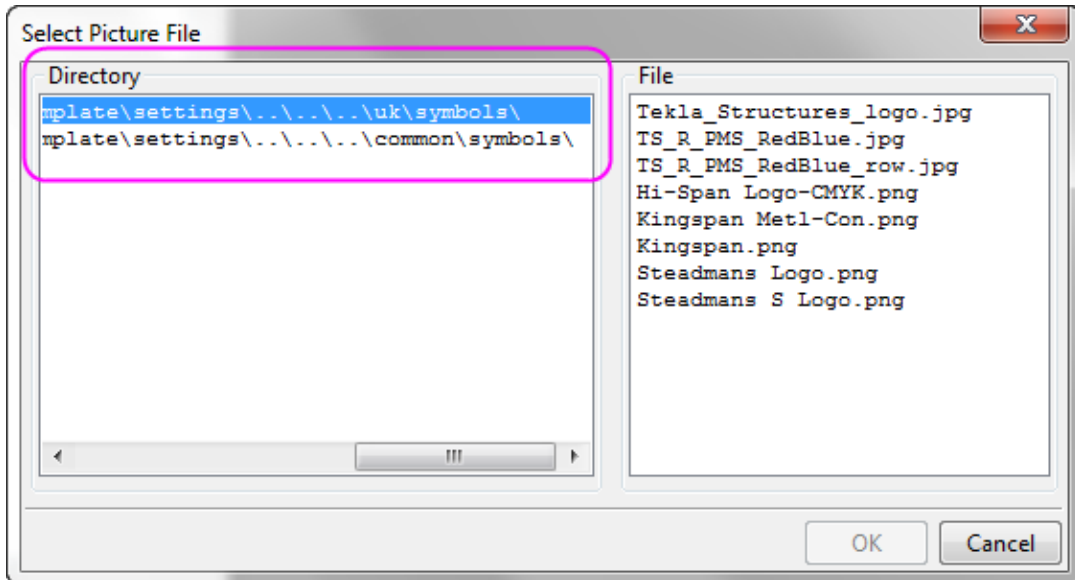 Select Picture File
Directory
mplate\settings\..\..\..\uk\symbols\
mplate\settings\..\..\..\common\symbols\
File
Tekla_Structures_logo.jpg
TS_R_PMS_RedBlue.jpg
TS_R_PMS_RedBlue_row.jpg
Hi-Span Logo-CMYK.png
Kingspan Metl-Con.png
Kingspan.png
Steadmans Logo.png
Steadmans S Logo.png
OK
Cancel